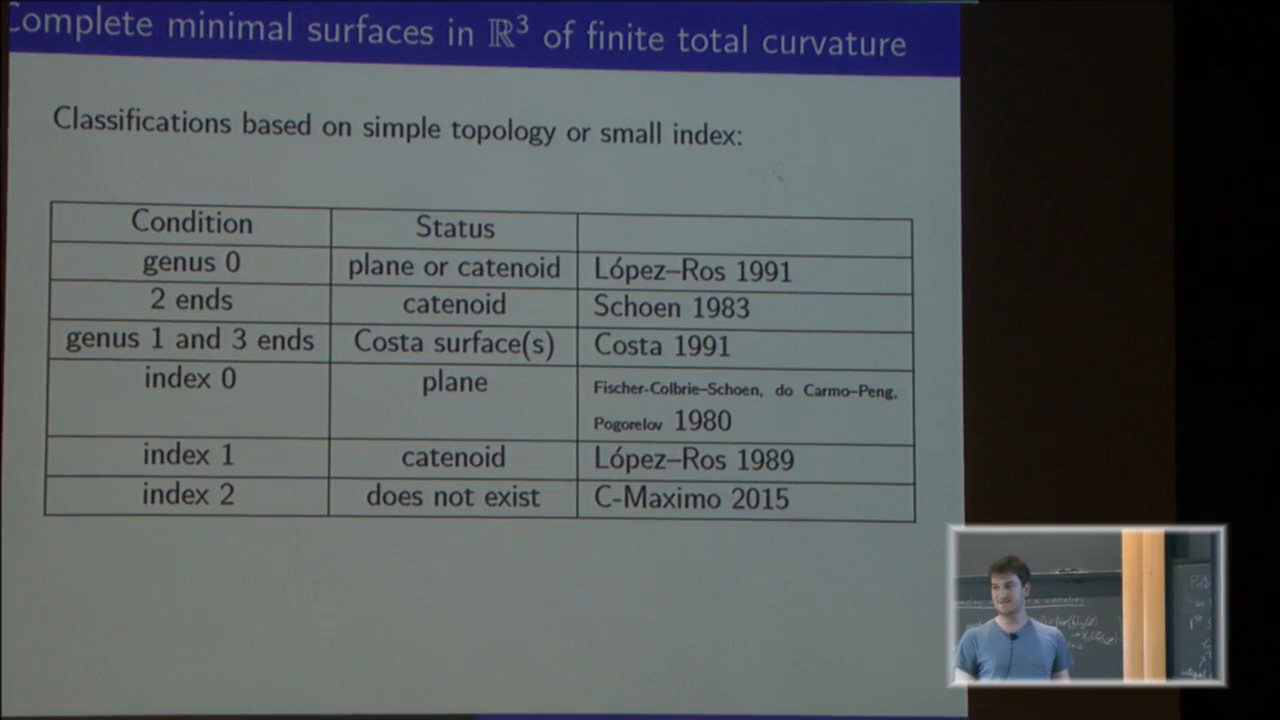 Complete minimal surfaces in ℝ³ of finite total curvature
Classifications based on simple topology or small index:
Condition Status
genus 0 plane or catenoid López–Ros 1991
2 ends catenoid Schoen 1983
genus 1 and 3 ends Costa surface(s) Costa 1991
index 0 plane Fischer-Colbrie–Schoen, do Carmo–Peng,
Pogorelov 1980
index 1 catenoid López–Ros 1989
index 2 does not exist C-Maximo 2015